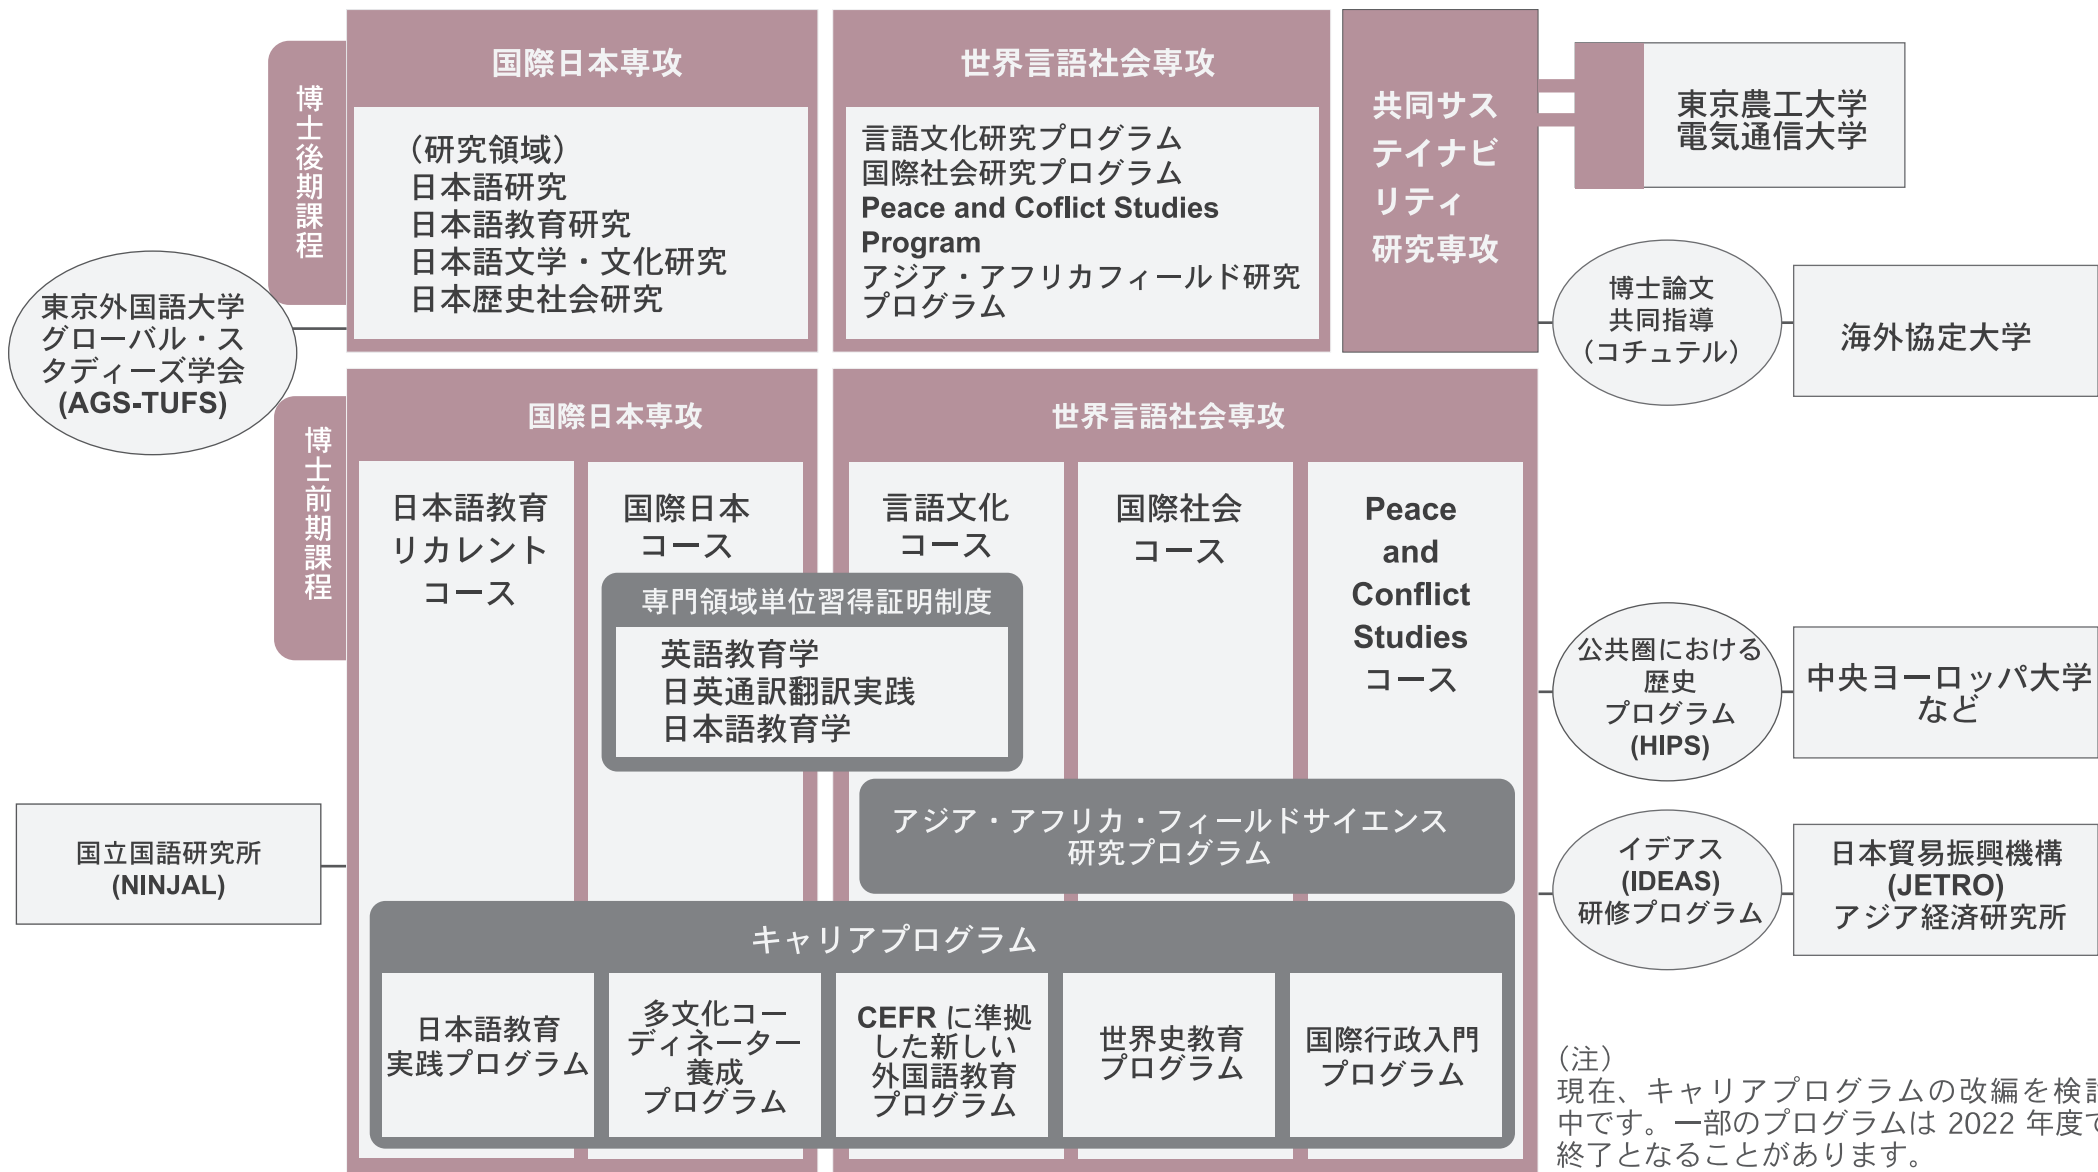 博士後期課程
国際日本専攻
（研究領域）
日本語研究
日本語教育研究
日本語文学・文化研究
日本歴史社会研究
世界言語社会専攻
言語文化研究プログラム
国際社会研究プログラム
Peace and Coflict Studies
Program
アジア・アフリカフィールド研究
プログラム
共同サス
テイナビ
リティ
研究専攻
東京農工大学
電気通信大学
博士論文
共同指導
（コチュテル）
海外協定大学
東京外国語大学
グローバル・ス
タディーズ学会
(AGS-TUFS)
博士前期課程
国際日本専攻
日本語教育
リカレント
コース
国際日本
コース
世界言語社会専攻
言語文化
コース
国際社会
コース
Peace
and
Conflict
Studies
コース
専門領域単位習得証明制度
英語教育学
日英通訳翻訳実践
日本語教育学
アジア・アフリカ・フィールドサイエンス
研究プログラム
公共圏における
歴史
プログラム
(HIPS)
中央ヨーロッパ大学
など
国立国語研究所
(NINJAL)
イデアス
(IDEAS)
研修プログラム
日本貿易振興機構
(JETRO)
アジア経済研究所
キャリアプログラム
日本語教育
実践プログラム
多文化コー
ディネーター
養成
プログラム
CEFR に準拠
した新しい
外国語教育
プログラム
世界史教育
プログラム
国際行政入門
プログラム
（注）
現在、キャリアプログラムの改編を検討
中です。一部のプログラムは 2022 年度で
終了となることがあります。